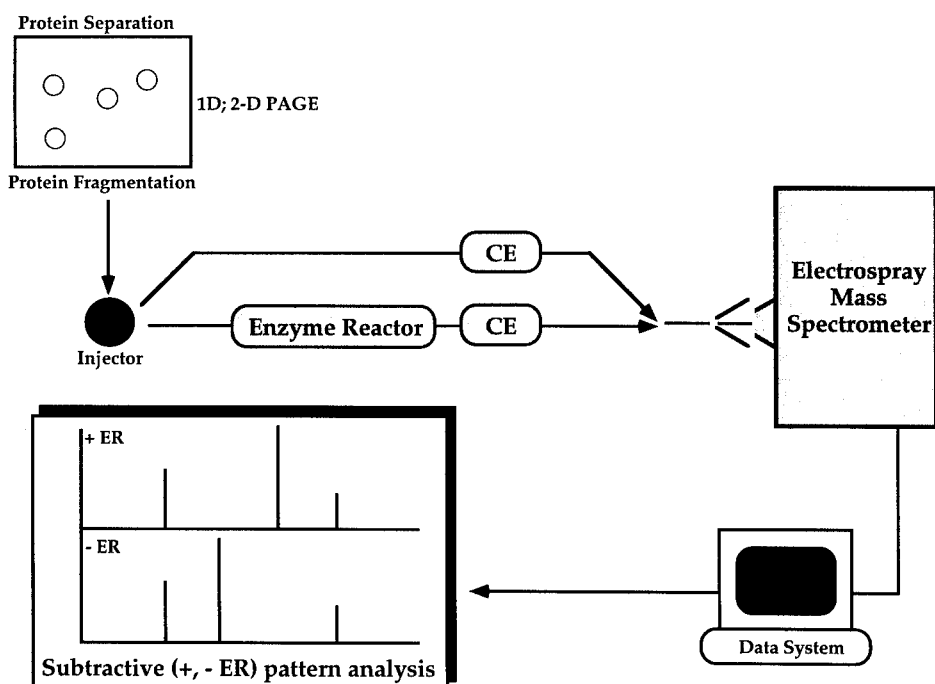 Protein Separation
1D; 2-D PAGE
Protein Fragmentation
CE
Electrospray
Mass
Spectrometer
Enzyme Reactor
CE
Injector
+ ER
- ER
Data System
Subtractive (+, - ER) pattern analysis